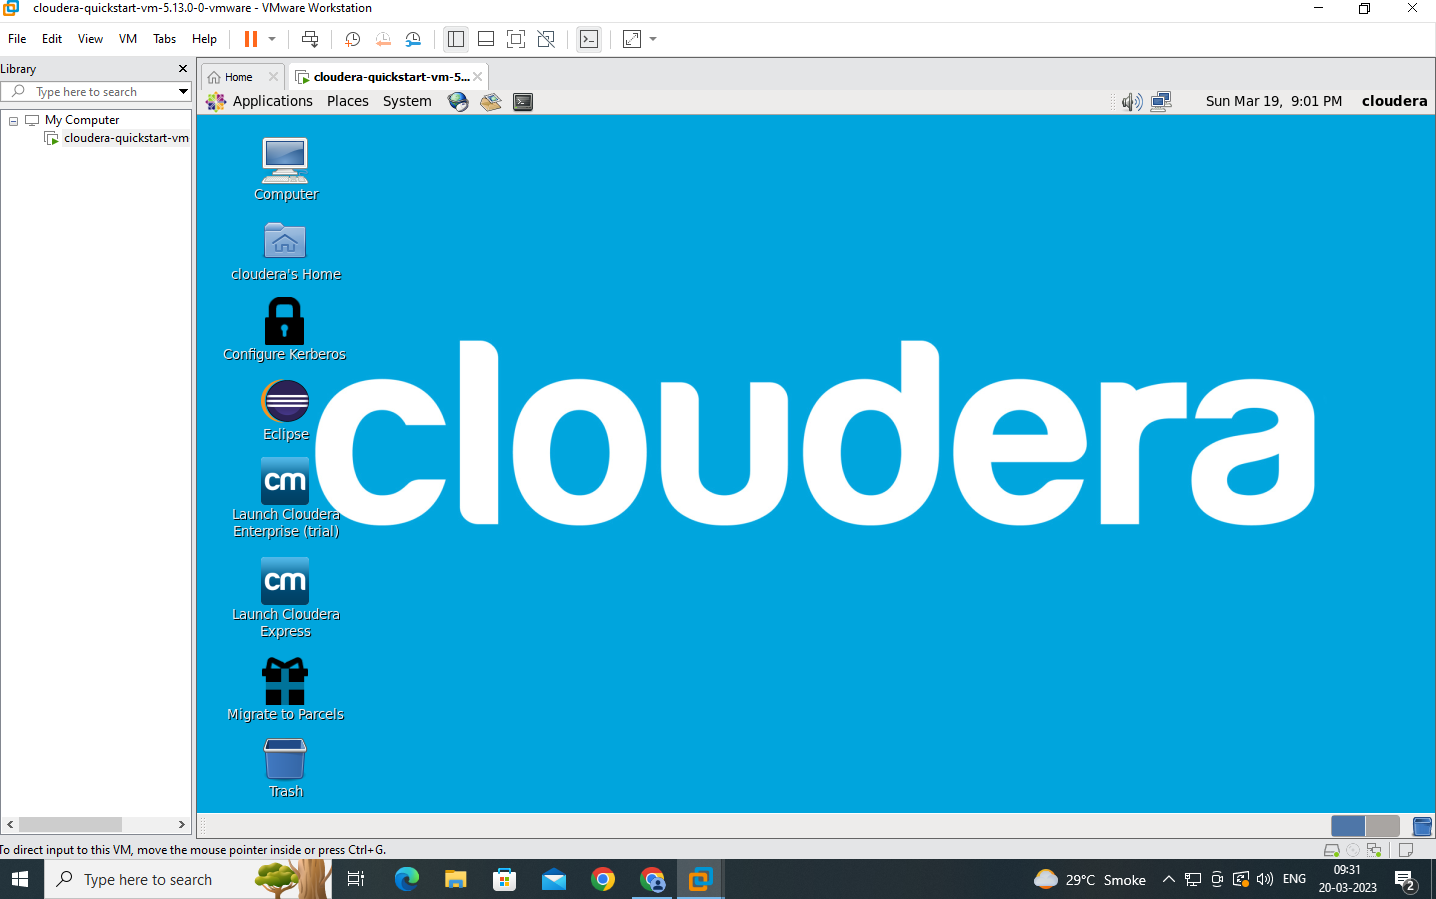 cloudera-quickstart-vm-5.13.0-0-vmware - VMware Workstation
File Edit View VM Tabs Help
Library
Type here to search
My Computer
cloudera-quickstart-vm
Home
cloudera-quickstart-vm-5...
Applications Places System
Sun Mar 19, 9:01 PM cloudera
Computer
cloudera's Home
Configure Kerberos
Eclipse
cm
Launch Cloudera
Enterprise (trial)
cm
Launch Cloudera
Express
Migrate to Parcels
Trash
cloudera
To direct input to this VM, move the mouse pointer inside or press Ctrl+G.
Type here to search
29°C Smoke
ENG
09:31
20-03-2023
2